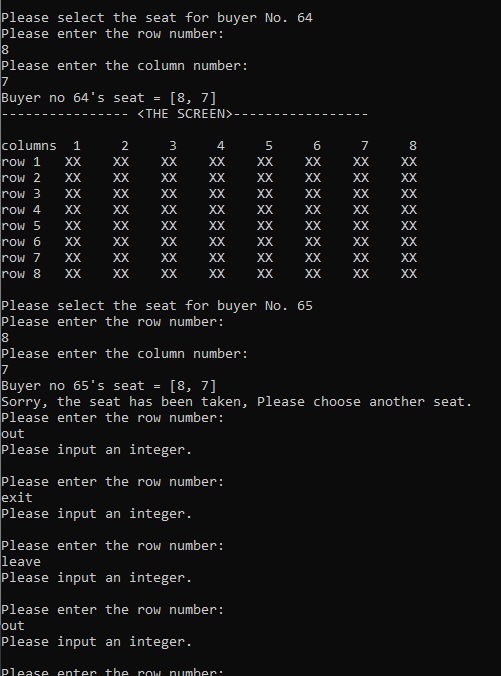 Please select the seat for buyer No. 64
Please enter the row number:
8
Please enter the column number:
7
Buyer no 64's seat = [8, 7]
---------------- <THE SCREEN>-----------------
columns 1 2 3 4 5 6 7 8
row 1 XX XX XX XX XX XX XX XX
row 2 XX XX XX XX XX XX XX XX
row 3 XX XX XX XX XX XX XX XX
row 4 XX XX XX XX XX XX XX XX
row 5 XX XX XX XX XX XX XX XX
row 6 XX XX XX XX XX XX XX XX
row 7 XX XX XX XX XX XX XX XX
row 8 XX XX XX XX XX XX XX XX
Please select the seat for buyer No. 65
Please enter the row number:
8
Please enter the column number:
7
Buyer no 65's seat = [8, 7]
Sorry, the seat has been taken, Please choose another seat.
Please enter the row number:
out
Please input an integer.
Please enter the row number:
exit
Please input an integer.
Please enter the row number:
leave
Please input an integer.
Please enter the row number:
out
Please input an integer.
Please enter the row number: